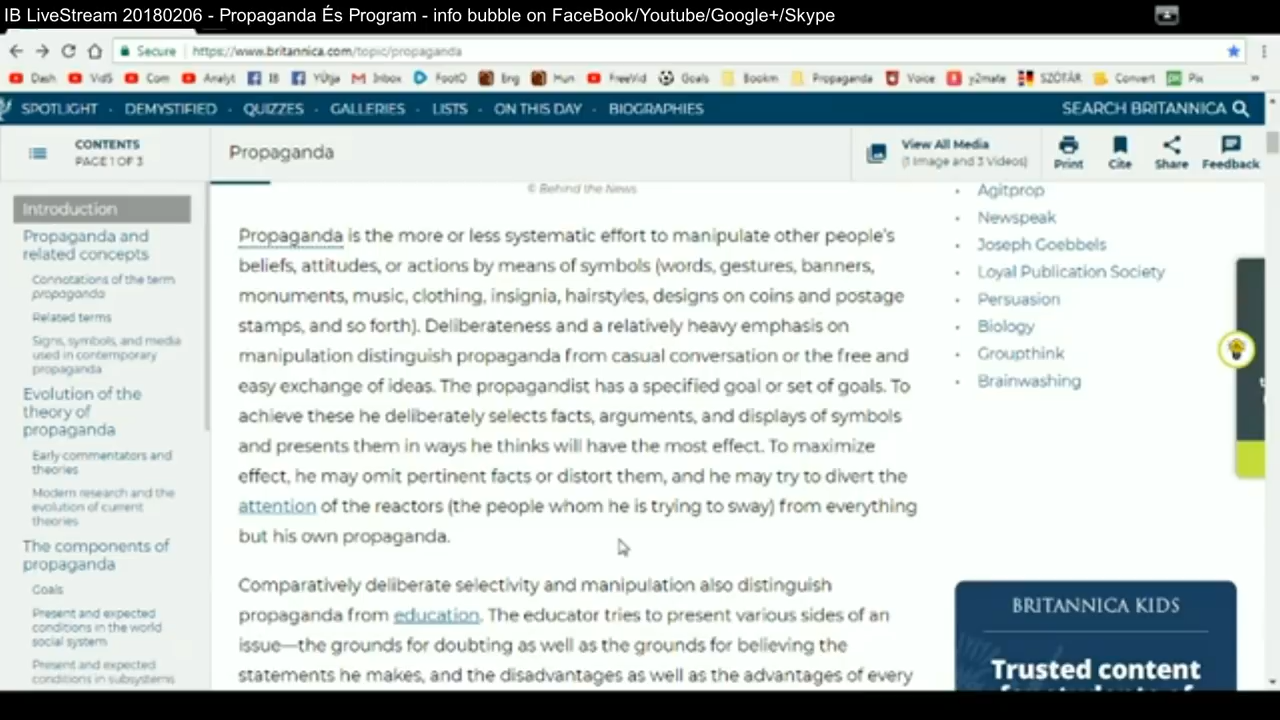 IB LiveStream 20180206 - Propaganda És Program - info bubble on FaceBook/Youtube/Google+/Skype
Secure https://www.britannica.com/topic/propaganda
Dash VidS Com Analyt IB YÚtja Inbox FootO Eng Hun FreeVid Goals Bookm Propaganda Voice y2mate SZÓTÁR Convert Pix »
SPOTLIGHT · DEMYSTIFIED · QUIZZES · GALLERIES · LISTS · ON THIS DAY · BIOGRAPHIES SEARCH BRITANNICA
CONTENTS
PAGE 1 OF 3
Propaganda
View All Media
(1 Image and 3 Videos)
Print Cite Share Feedback
Introduction
Propaganda and
related concepts
Connotations of the term
propaganda
Related terms
Signs, symbols, and media
used in contemporary
propaganda
Evolution of the
theory of
propaganda
Early commentators and
theories
Modern research and the
evolution of current
theories
The components of
propaganda
Goals
Present and expected
conditions in the world
social system
Present and expected
conditions in subsystems
© Behind the News
Propaganda is the more or less systematic effort to manipulate other people's
beliefs, attitudes, or actions by means of symbols (words, gestures, banners,
monuments, music, clothing, insignia, hairstyles, designs on coins and postage
stamps, and so forth). Deliberateness and a relatively heavy emphasis on
manipulation distinguish propaganda from casual conversation or the free and
easy exchange of ideas. The propagandist has a specified goal or set of goals. To
achieve these he deliberately selects facts, arguments, and displays of symbols
and presents them in ways he thinks will have the most effect. To maximize
effect, he may omit pertinent facts or distort them, and he may try to divert the
attention of the reactors (the people whom he is trying to sway) from everything
but his own propaganda.
Comparatively deliberate selectivity and manipulation also distinguish
propaganda from education. The educator tries to present various sides of an
issue—the grounds for doubting as well as the grounds for believing the
statements he makes, and the disadvantages as well as the advantages of every
• Agitprop
• Newspeak
• Joseph Goebbels
• Loyal Publication Society
• Persuasion
• Biology
• Groupthink
• Brainwashing
BRITANNICA KIDS
Trusted content